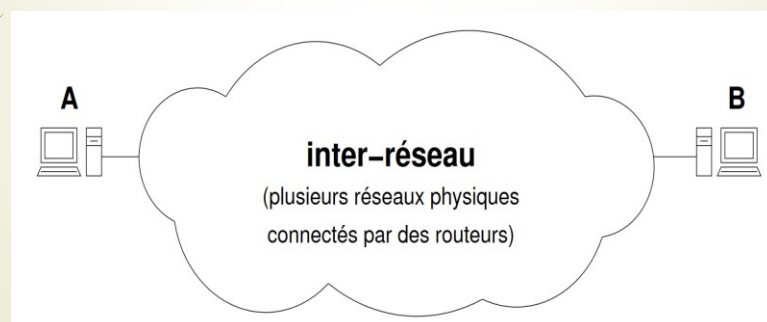 A
B
inter–réseau
(plusieurs réseaux physiques
connectés par des routeurs)